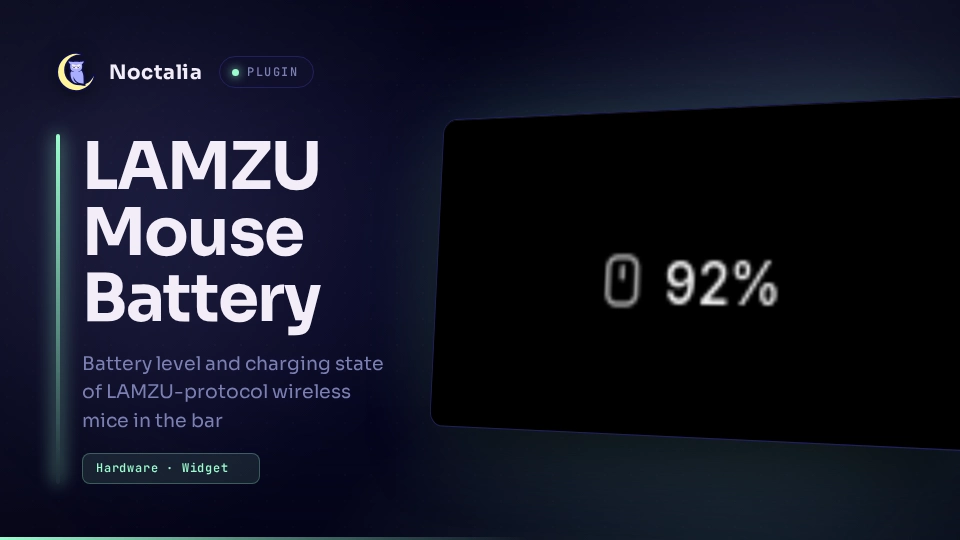 Noctalia
PLUGIN
LAMZU
Mouse
Battery
Battery level and charging state
of LAMZU-protocol wireless
mice in the bar
Hardware · Widget
92%